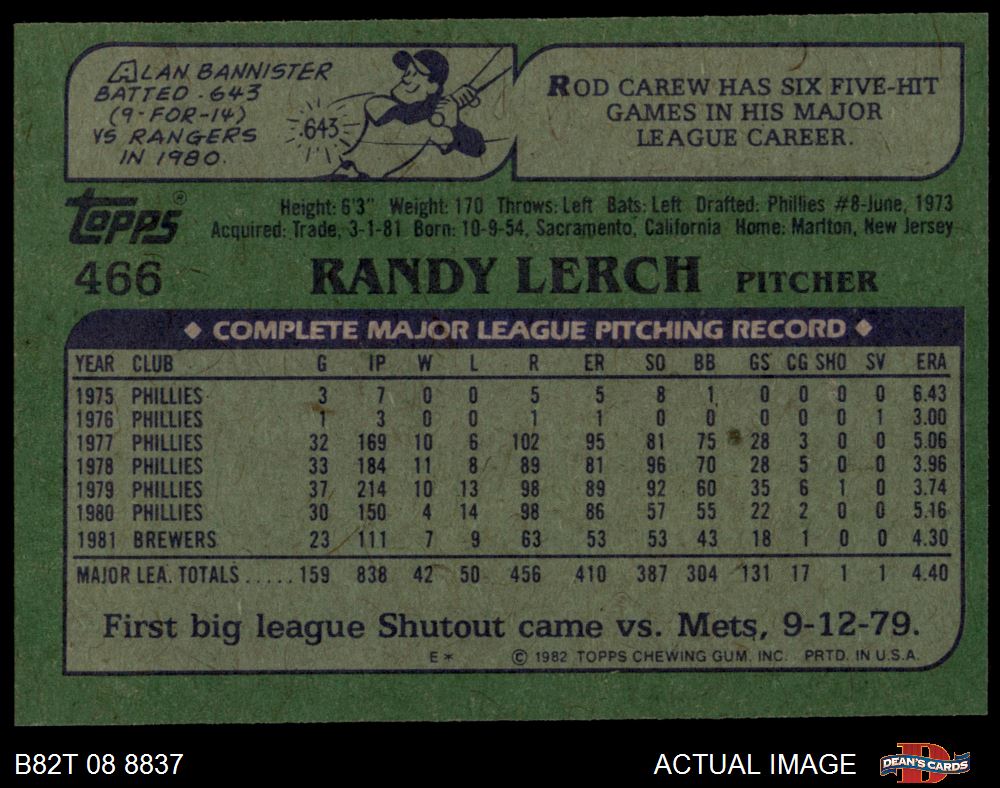 ALAN BANNISTER
BATTED .643
(9-FOR-14)
VS RANGERS
IN 1980.
.643
ROD CAREW HAS SIX FIVE-HIT
GAMES IN HIS MAJOR
LEAGUE CAREER.
Topps®
Height: 6'3" Weight: 170 Throws: Left Bats: Left Drafted: Phillies #8-June, 1973
Acquired: Trade, 3-1-81 Born: 10-9-54, Sacramento, California Home: Marlton, New Jersey
466 RANDY LERCH PITCHER
◆ COMPLETE MAJOR LEAGUE PITCHING RECORD ◆
YEAR CLUB G IP W L R ER SO BB GS CG SHO SV ERA
1975 PHILLIES 3 7 0 0 5 5 8 1 0 0 0 0 6.43
1976 PHILLIES 1 3 0 0 1 1 0 0 0 0 0 1 3.00
1977 PHILLIES 32 169 10 6 102 95 81 75 28 3 0 0 5.06
1978 PHILLIES 33 184 11 8 89 81 96 70 28 5 0 0 3.96
1979 PHILLIES 37 214 10 13 98 89 92 60 35 6 1 0 3.74
1980 PHILLIES 30 150 4 14 98 86 57 55 22 2 0 0 5.16
1981 BREWERS 23 111 7 9 63 53 53 43 18 1 0 0 4.30
MAJOR LEA. TOTALS ..... 159 838 42 50 456 410 387 304 131 17 1 1 4.40
First big league Shutout came vs. Mets, 9-12-79.
E* © 1982 TOPPS CHEWING GUM, INC. PRTD. IN U.S.A.
B82T 08 8837 ACTUAL IMAGE D DEAN'S CARDS